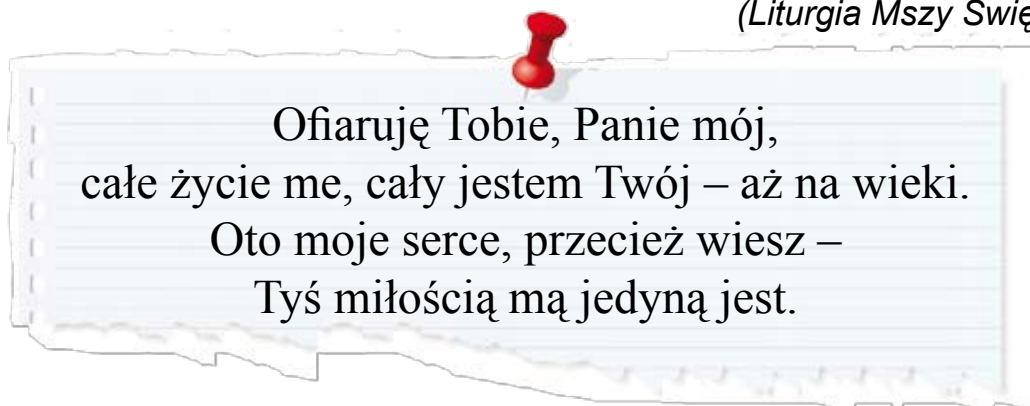 (Liturgia Mszy
Ofiaruję Tobie, Panie mój,
całe życie me, cały jestem Twój – aż na wieki.
Oto moje serce, przecież wiesz –
Tyś miłością mą jedyną jest.